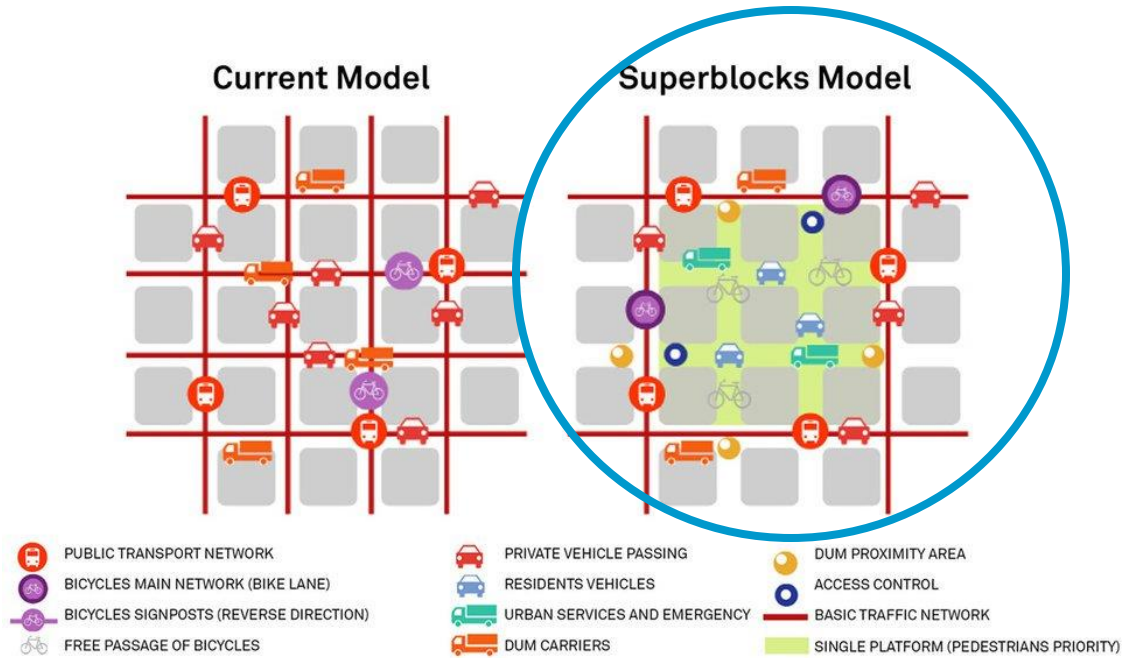 Current Model
Superblocks Model
PUBLIC TRANSPORT NETWORK
BICYCLES MAIN NETWORK (BIKE LANE)
BICYCLES SIGNPOSTS (REVERSE DIRECTION)
FREE PASSAGE OF BICYCLES
PRIVATE VEHICLE PASSING
RESIDENTS VEHICLES
URBAN SERVICES AND EMERGENCY
DUM CARRIERS
DUM PROXIMITY AREA
ACCESS CONTROL
BASIC TRAFFIC NETWORK
SINGLE PLATFORM (PEDESTRIANS PRIORITY)